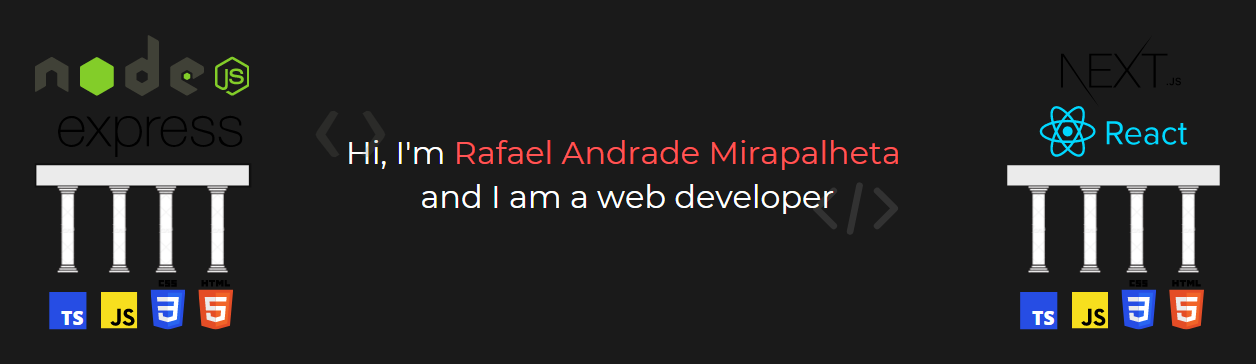 node
JS
express
CSS
HTML
TS
JS
3
5
< >
Hi, I'm Rafael Andrade Mirapalheta
and I am a web developer
</>
NEXT
.JS
React
CSS
HTML
TS
JS
3
5